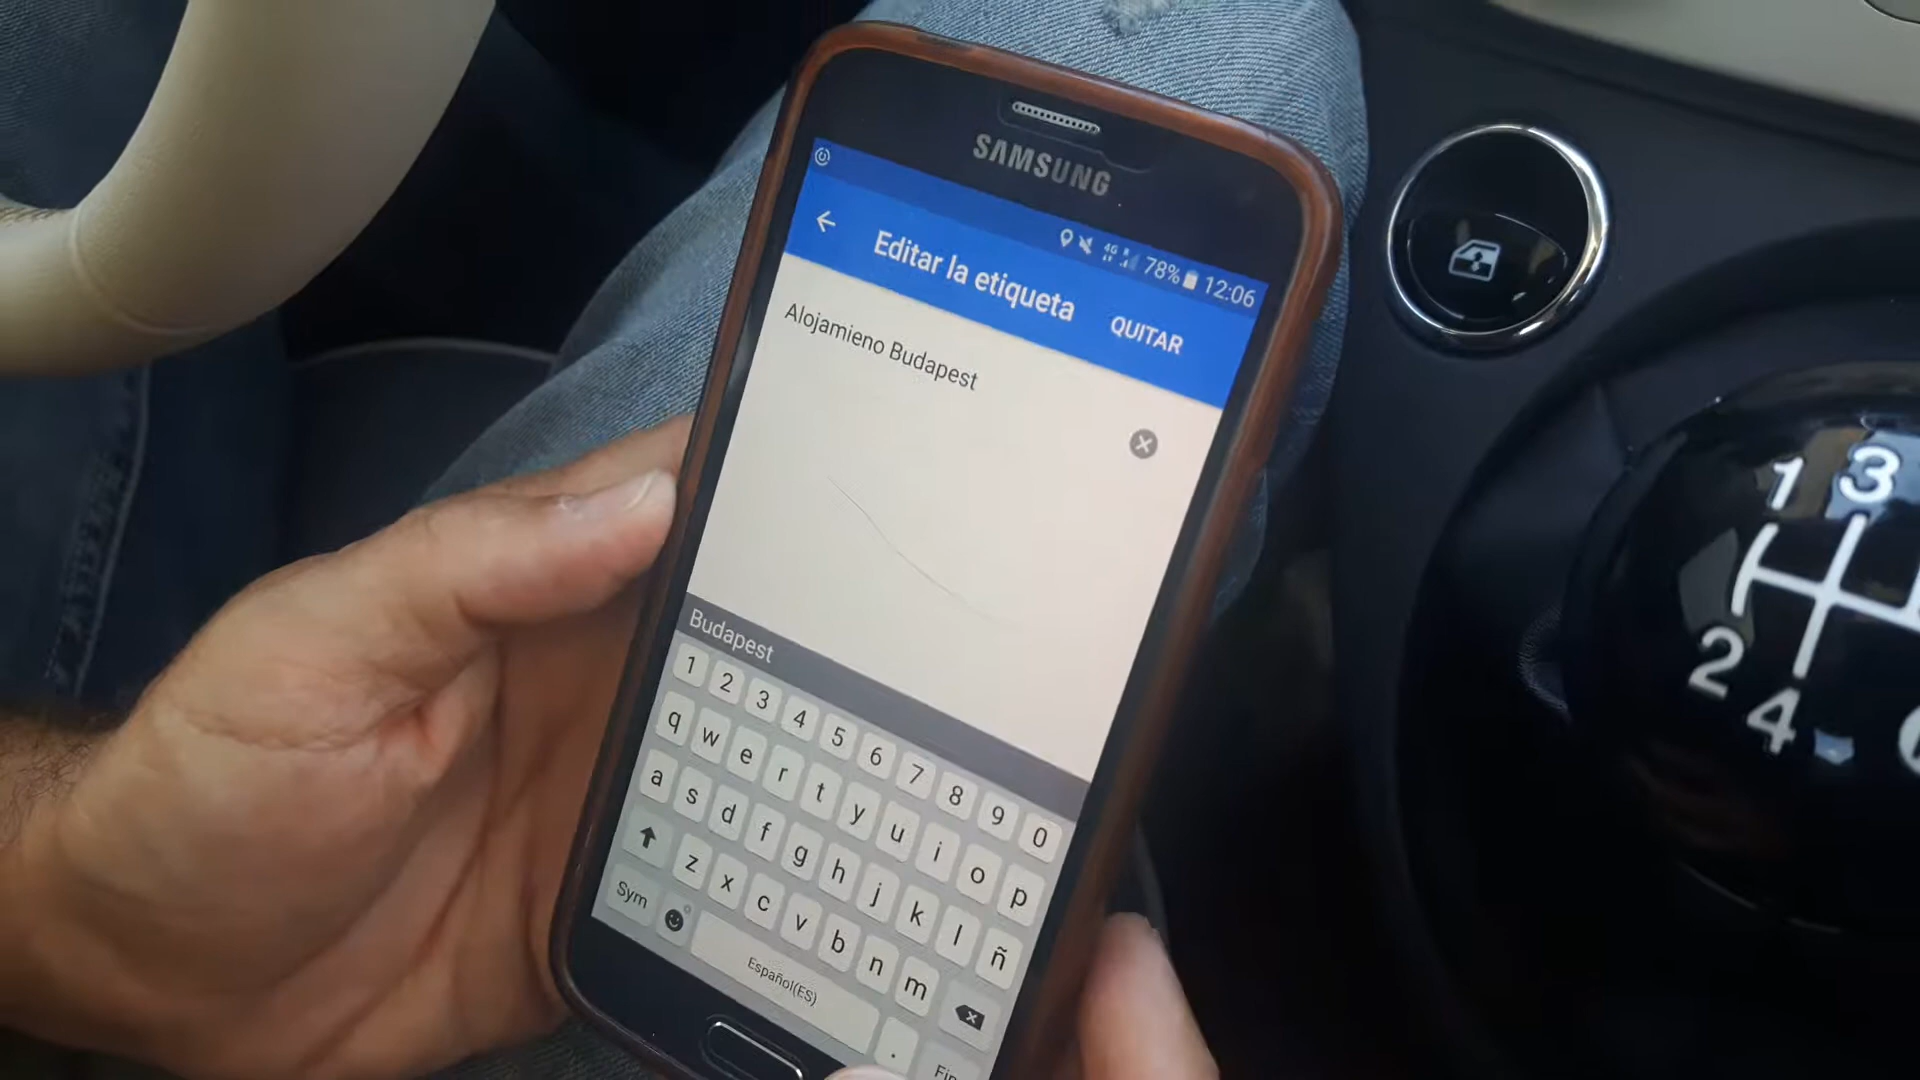 SAMSUNG
4G 78% 12:06
Editar la etiqueta QUITAR
Alojamieno Budapest
Budapest
1 2 3 4 5 6 7 8 9 0
q w e r t y u i o p
a s d f g h j k l ñ
z x c v b n m
Sym Español(ES) .
1 3
2 4